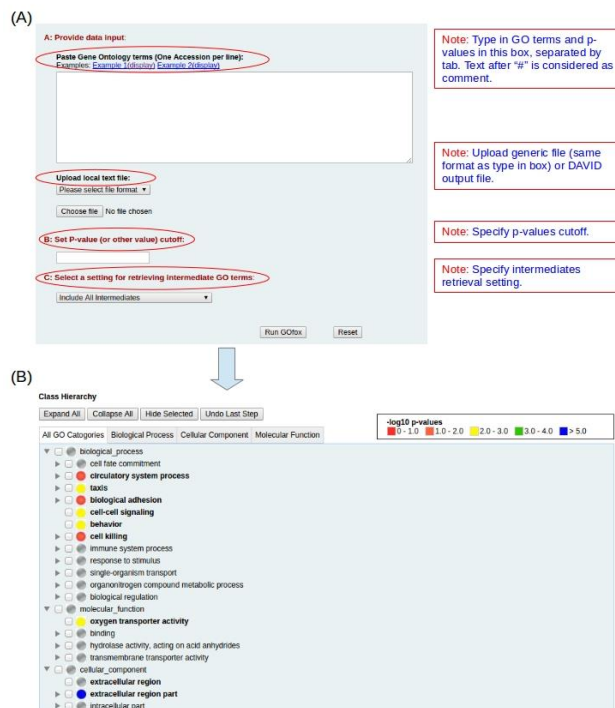 (A)
A: Provide data input:
Paste Gene Ontology terms (One Accession per line):
Examples: Example 1(display) Example 2(display)
Note: Type in GO terms and p-
values in this box, separated by
tab. Text after “#” is considered as
comment.
Upload local text file:
Please select file format
Choose file No file chosen
Note: Upload generic file (same
format as type in box) or DAVID
output file.
B: Set P-value (or other value) cutoff:
Note: Specify p-values cutoff.
C: Select a setting for retrieving intermediate GO terms:
Include All Intermediates
Note: Specify intermediates
retrieval setting.
Run GOfox Reset
(B)
Class Hierarchy
Expand All Collapse All Hide Selected Undo Last Step
-log10 p-values
0 - 1.0 1.0 - 2.0 2.0 - 3.0 3.0 - 4.0 > 5.0
All GO Catogories Biological Process Cellular Component Molecular Function
biological_process
cell fate commitment
circulatory system process
taxis
biological adhesion
cell-cell signaling
behavior
cell killing
immune system process
response to stimulus
single-organism transport
organonitrogen compound metabolic process
biological regulation
molecular_function
oxygen transporter activity
binding
hydrolase activity, acting on acid anhydrides
transmembrane transporter activity
cellular_component
extracellular region
extracellular region part
intracellular part